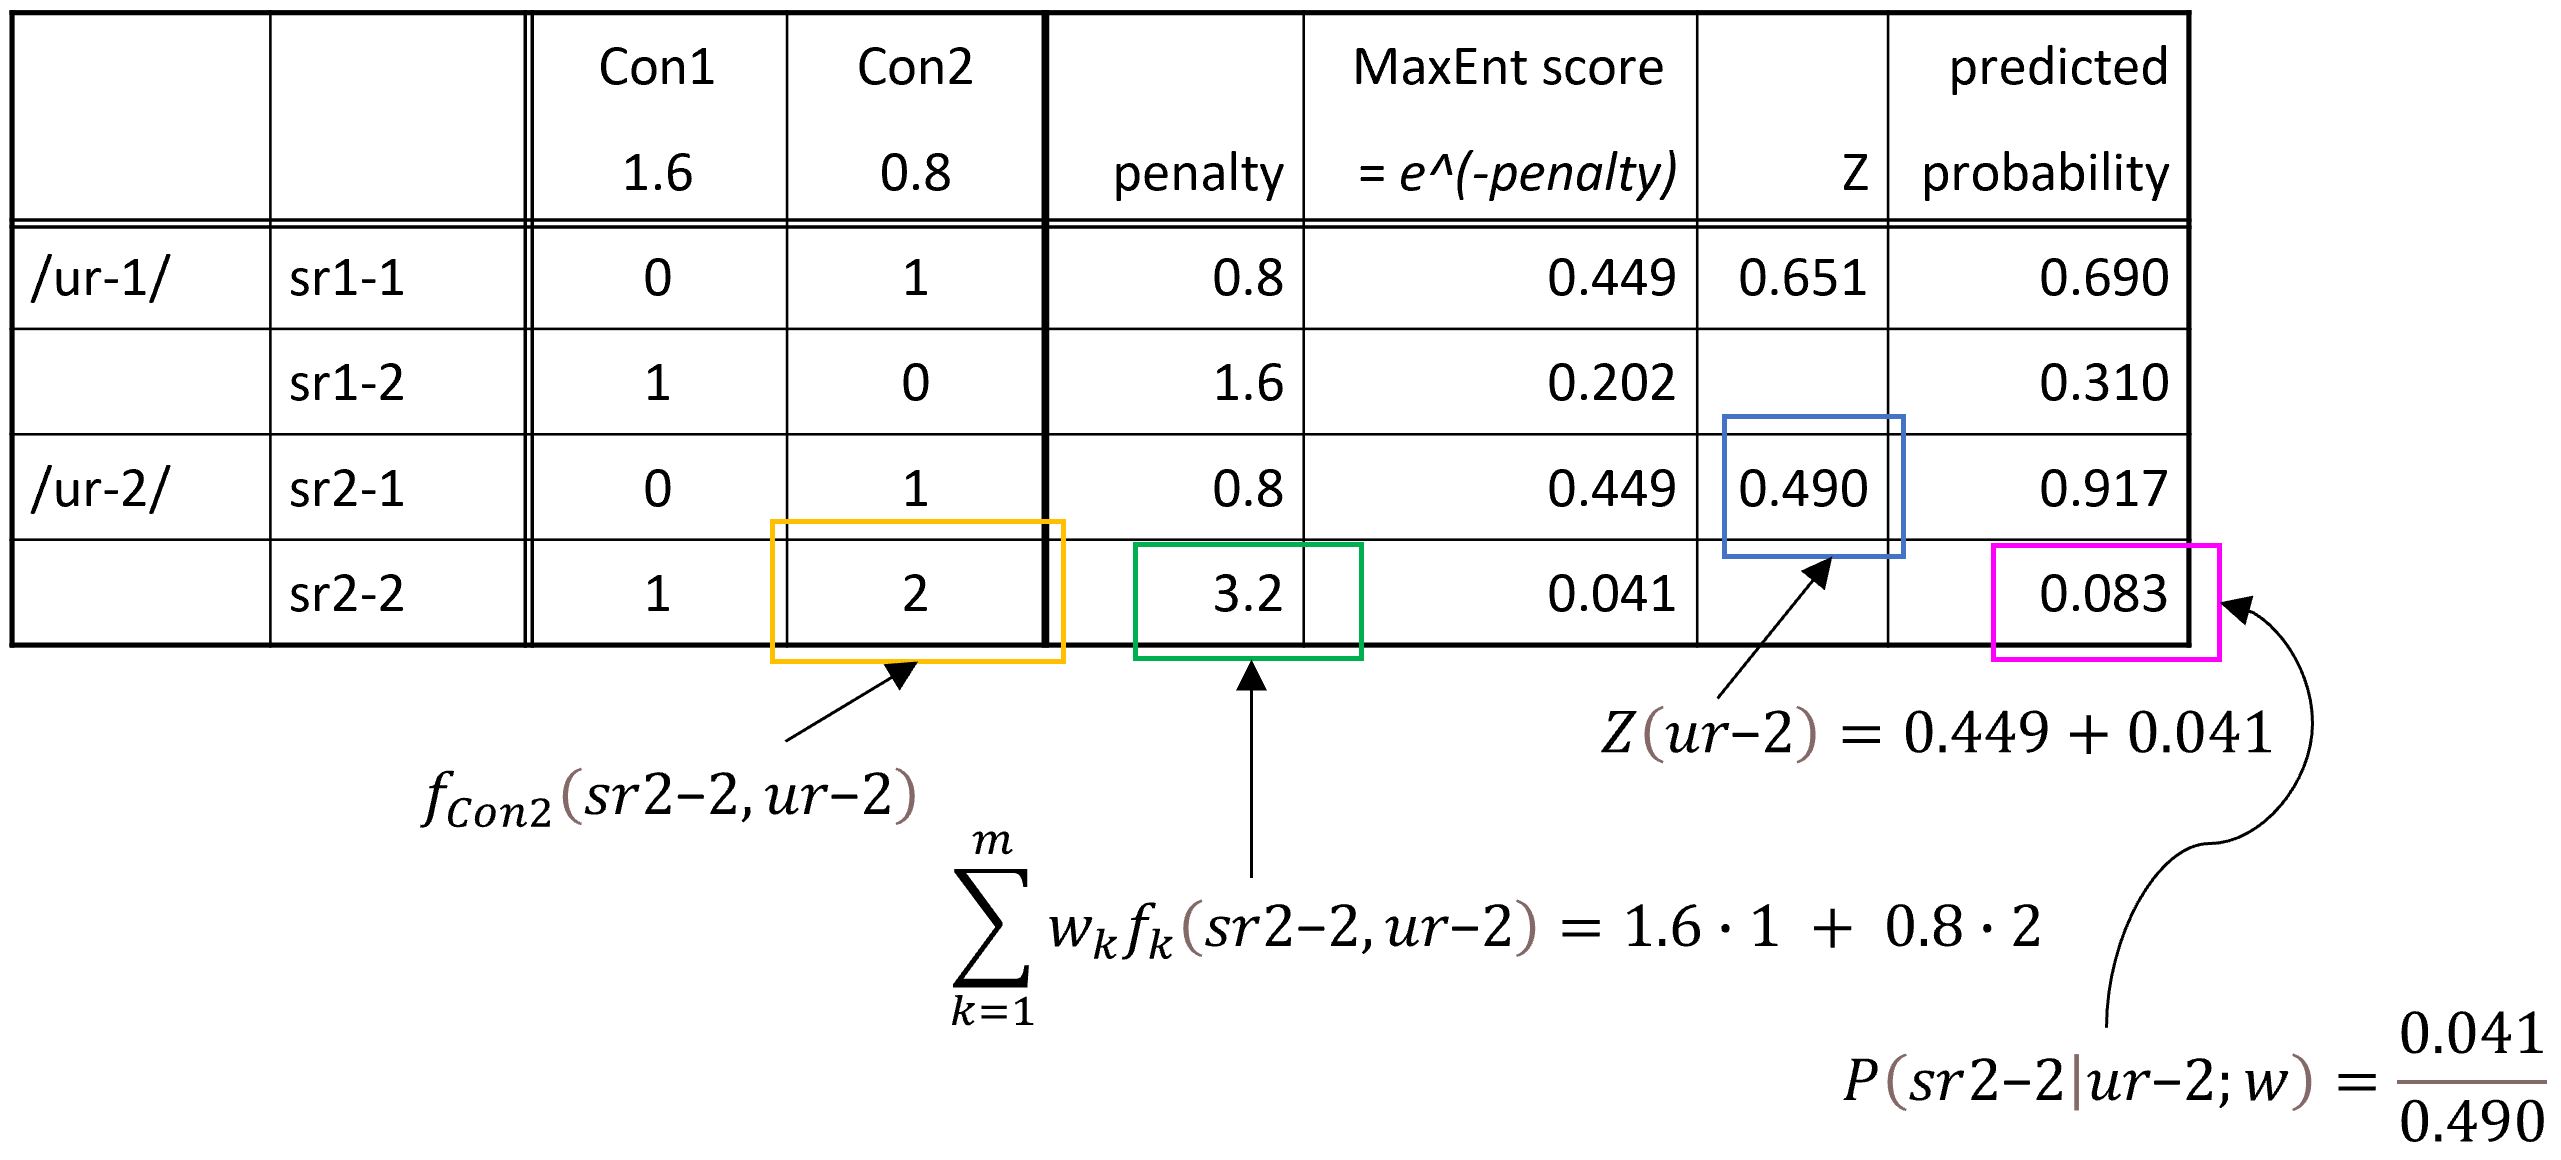 Con1 Con2 MaxEnt score predicted
1.6 0.8 penalty = e^(-penalty) Z probability
/ur-1/ sr1-1 0 1 0.8 0.449 0.651 0.690
sr1-2 1 0 1.6 0.202 0.310
/ur-2/ sr2-1 0 1 0.8 0.449 0.490 0.917
sr2-2 1 2 3.2 0.041 0.083
Z(ur–2) = 0.449 + 0.041
f_{Con2}(sr2–2, ur–2)
\sum_{k=1}^{m} w_k f_k(sr2–2, ur–2) = 1.6 · 1 + 0.8 · 2
P(sr2–2|ur–2; w) = \frac{0.041}{0.490}